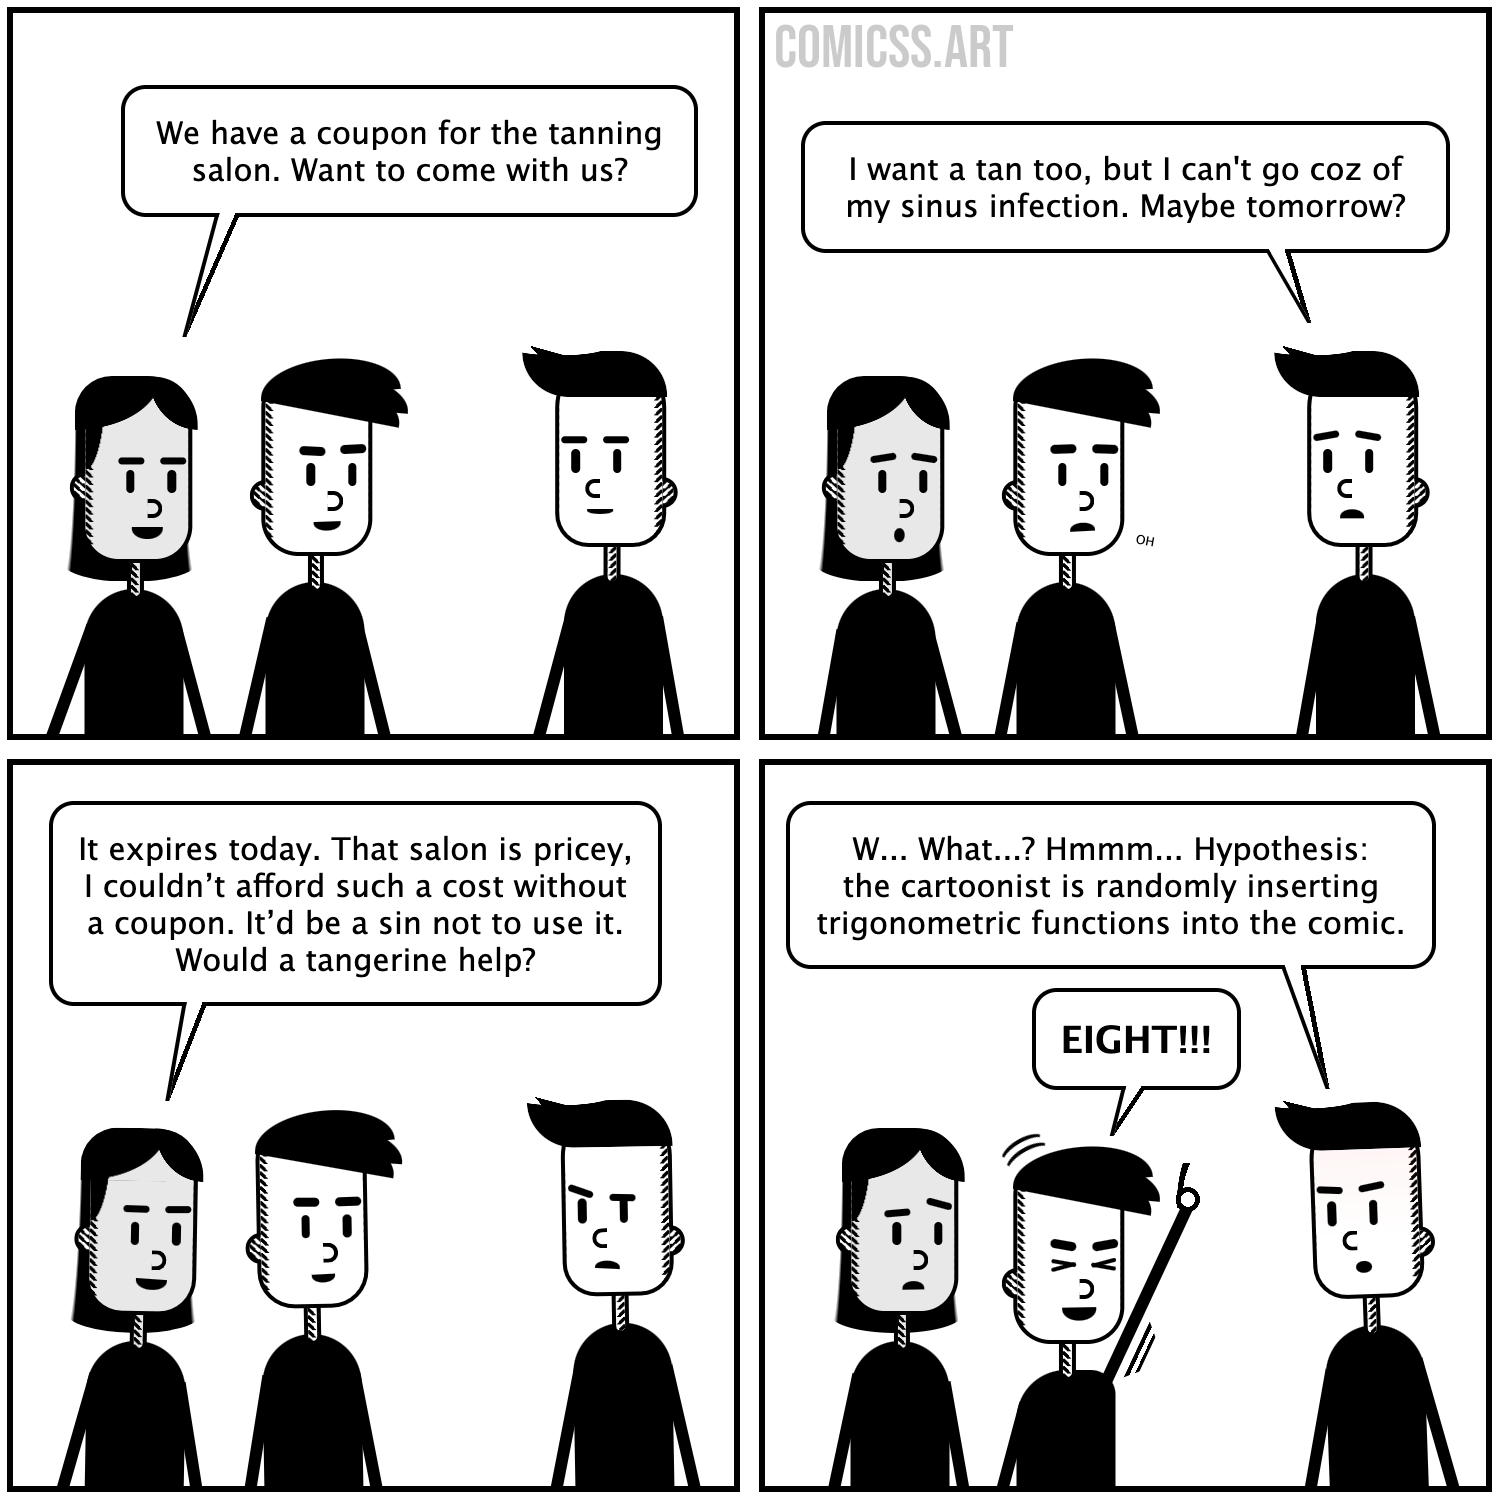 We have a coupon for the tanning
salon. Want to come with us?
COMICSS.ART
I want a tan too, but I can't go coz of
my sinus infection. Maybe tomorrow?
OH
It expires today. That salon is pricey,
I couldn’t afford such a cost without
a coupon. It’d be a sin not to use it.
Would a tangerine help?
W... What...? Hmmm... Hypothesis:
the cartoonist is randomly inserting
trigonometric functions into the comic.
EIGHT!!!